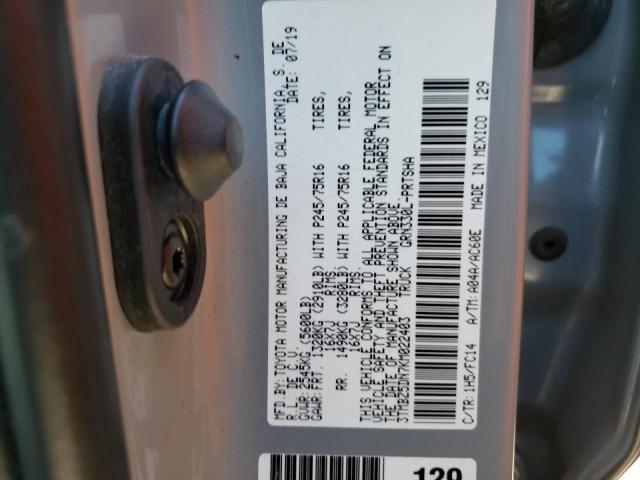 MFD.BY:TOYOTA MOTOR MANUFACTURING DE BAJA CALIFORNIA, S. DE
R.L. DE C.V. DATE: 07/19
GVWR: 2545KG (5600LB)
GAWR: FRT. 1320KG (2910LB) WITH P245/75R16 TIRES,
16X7J RIMS,
RR. 1490KG (3280LB) WITH P245/75R16 TIRES,
16X7J RIMS.
THIS VEHICLE CONFORMS TO ALL APPLICABLE FEDERAL MOTOR
VEHICLE SAFETY, AND THEFT PREVENTION STANDARDS IN EFFECT ON
THE DATE OF MANUFACTURE SHOWN ABOVE.
3TMBZ5DN7KM022403 TRUCK GRN330L-PRTSHA
C/TR: 1H5/FC14 A/TM: A04A/AC60E MADE IN MEXICO 129
129